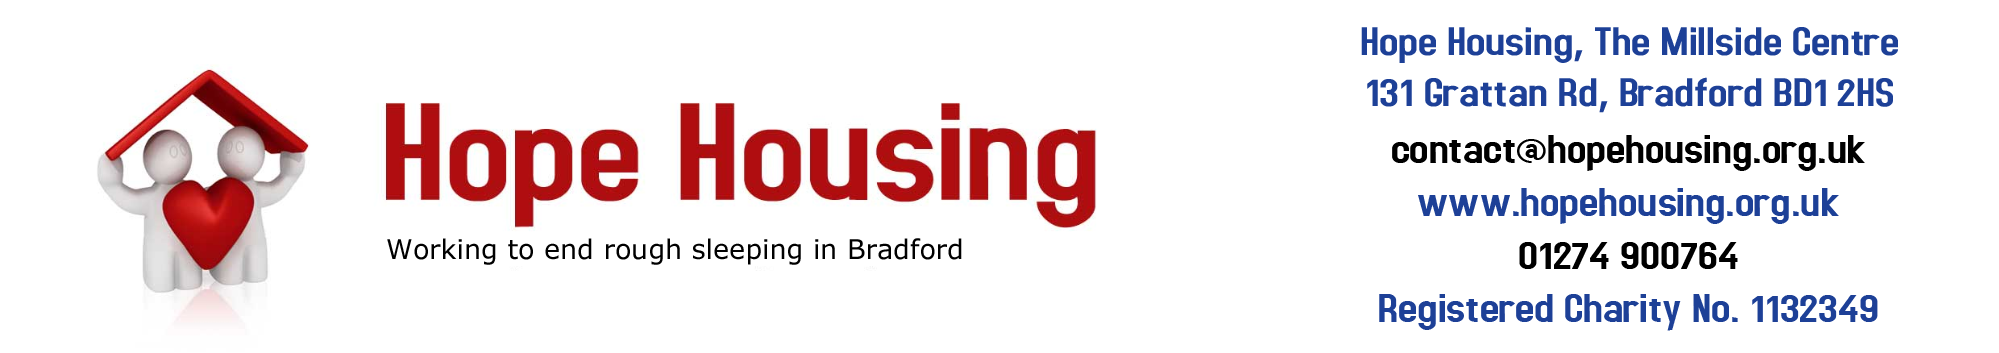 Hope Housing
Working to end rough sleeping in Bradford
Hope Housing, The Millside Centre
131 Grattan Rd, Bradford BD1 2HS
contact@hopehousing.org.uk
www.hopehousing.org.uk
01274 900764
Registered Charity No. 1132349